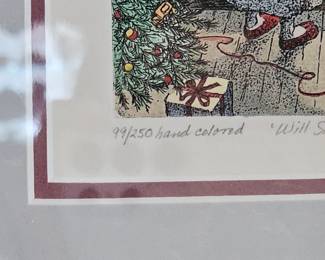 99/250 hand colored 'Will S